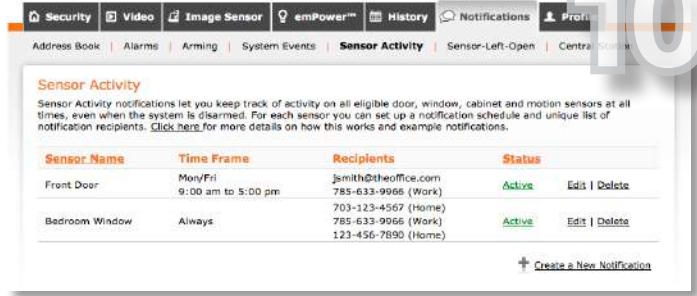 Security Video Image Sensor emPower™ History Notifications Profile
Address Book | Alarms | Arming | System Events | Sensor Activity | Sensor-Left-Open | Central Station
10
Sensor Activity
Sensor Activity notifications let you keep track of activity on all eligible door, window, cabinet and motion sensors at all
times, even when the system is disarmed. For each sensor you can set up a notification schedule and unique list of
notification recipients. Click here for more details on how this works and example notifications.
Sensor Name Time Frame Recipients Status
Front Door Mon/Fri jsmith@theoffice.com Active Edit | Delete
9:00 am to 5:00 pm 785-633-9966 (Work)
703-123-4567 (Home)
Bedroom Window Always 785-633-9966 (Work) Active Edit | Delete
123-456-7890 (Home)
Create a New Notification